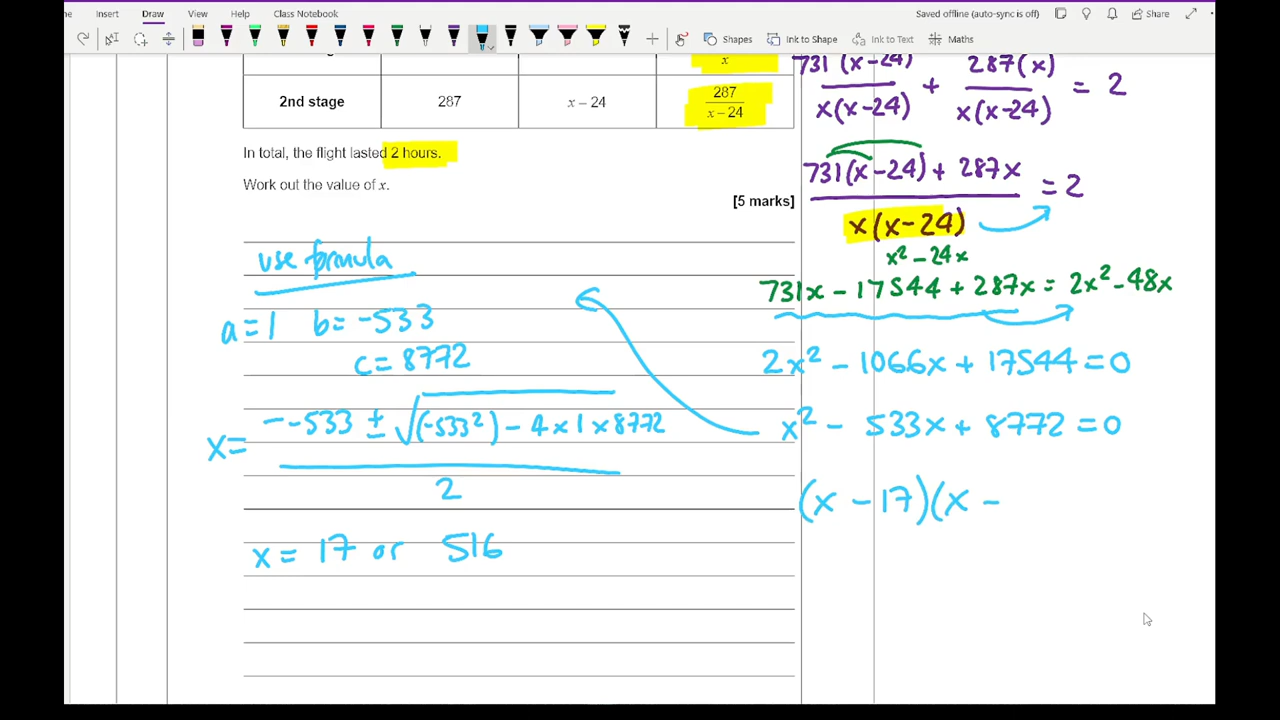 Insert Draw View Help Class Notebook Saved offline (auto-sync is off) Share
Shapes Ink to Shape Ink to Text Maths
x
2nd stage 287 x – 24 287/(x – 24)
In total, the flight lasted 2 hours.
Work out the value of x.
[5 marks]
use formula
a = 1 b = -533
c = 8772
x = (- -533 ± √((-533²) - 4 x 1 x 8772)) / 2
x = 17 or 516
731(x-24)/x(x-24) + 287(x)/x(x-24) = 2
(731(x-24) + 287x)/x(x-24) = 2
x² - 24x
731x - 17544 + 287x = 2x² - 48x
2x² - 1066x + 17544 = 0
x² - 533x + 8772 = 0
(x - 17)(x -